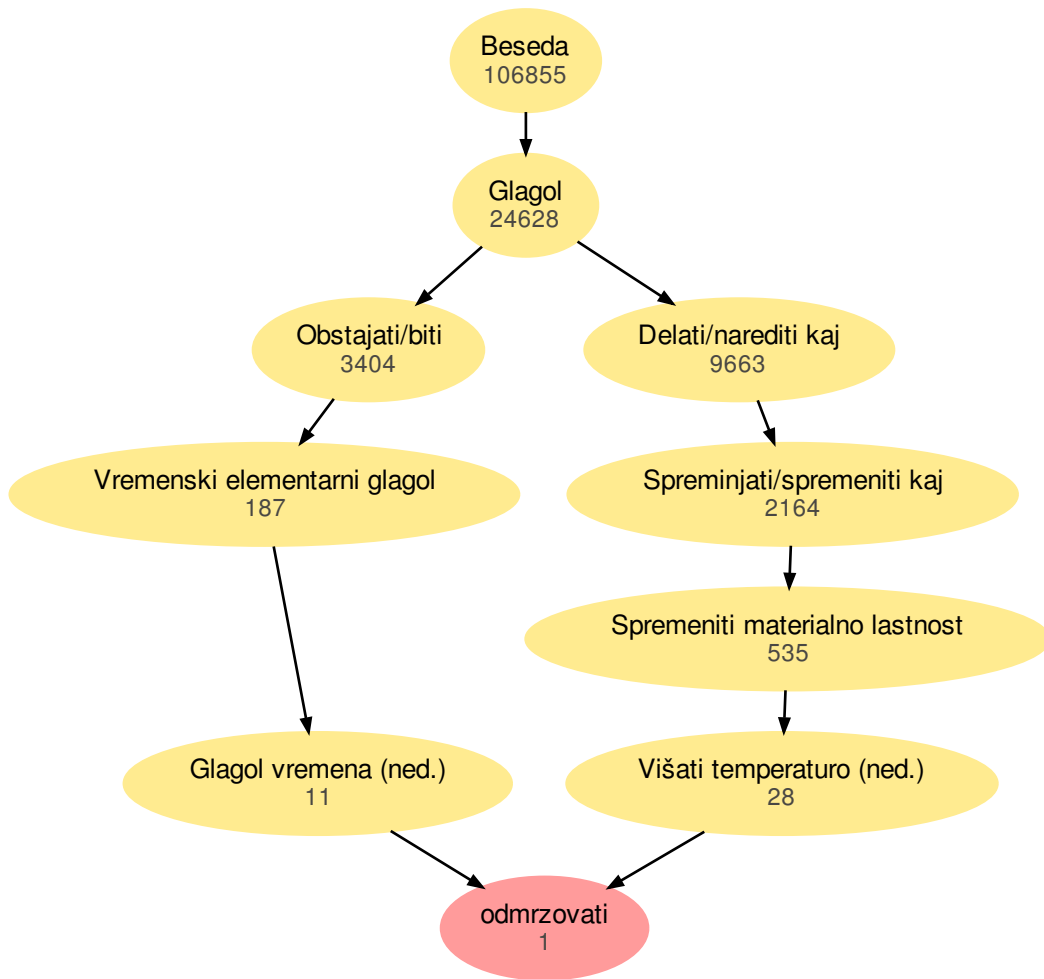 Beseda
106855
Glagol
24628
Obstajati/biti
3404
Delati/narediti kaj
9663
Vremenski elementarni glagol
187
Spreminjati/spremeniti kaj
2164
Spremeniti materialno lastnost
535
Glagol vremena (ned.)
11
Višati temperaturo (ned.)
28
odmrzovati
1